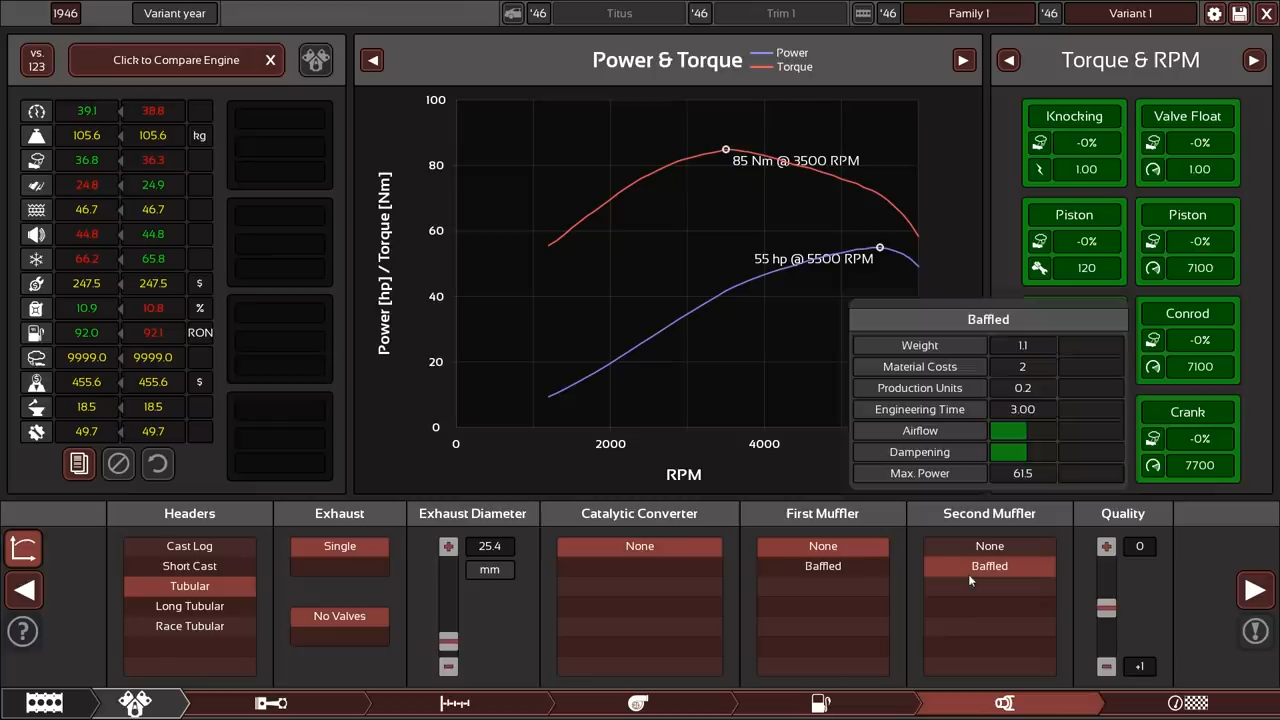 1946
Variant year
'46
Titus
'46
Trim 1
'46
Family 1
'46
Variant 1
X
vs. 123
Click to Compare Engine X
Power & Torque
Power
Torque
Torque & RPM
39.1 38.8
105.6 105.6 kg
36.8 36.3
24.8 24.9
46.7 46.7
44.8 44.8
66.2 65.8
247.5 247.5 $
10.9 10.8 %
92.0 92.1 RON
9999.0 9999.0
455.6 455.6 $
18.5 18.5
49.7 49.7
Power [hp] / Torque [Nm]
100
80
60
40
20
0
0 2000 4000
RPM
85 Nm @ 3500 RPM
55 hp @ 5500 RPM
Knocking
-0%
1.00
Valve Float
-0%
1.00
Piston
-0%
120
Piston
-0%
7100
Conrod
-0%
7100
Crank
-0%
7700
Baffled
Weight 1.1
Material Costs 2
Production Units 0.2
Engineering Time 3.00
Airflow
Dampening
Max. Power 61.5
Headers
Cast Log
Short Cast
Tubular
Long Tubular
Race Tubular
Exhaust
Single
No Valves
Exhaust Diameter
25.4
mm
Catalytic Converter
None
First Muffler
None
Baffled
Second Muffler
None
Baffled
Quality
0
+1